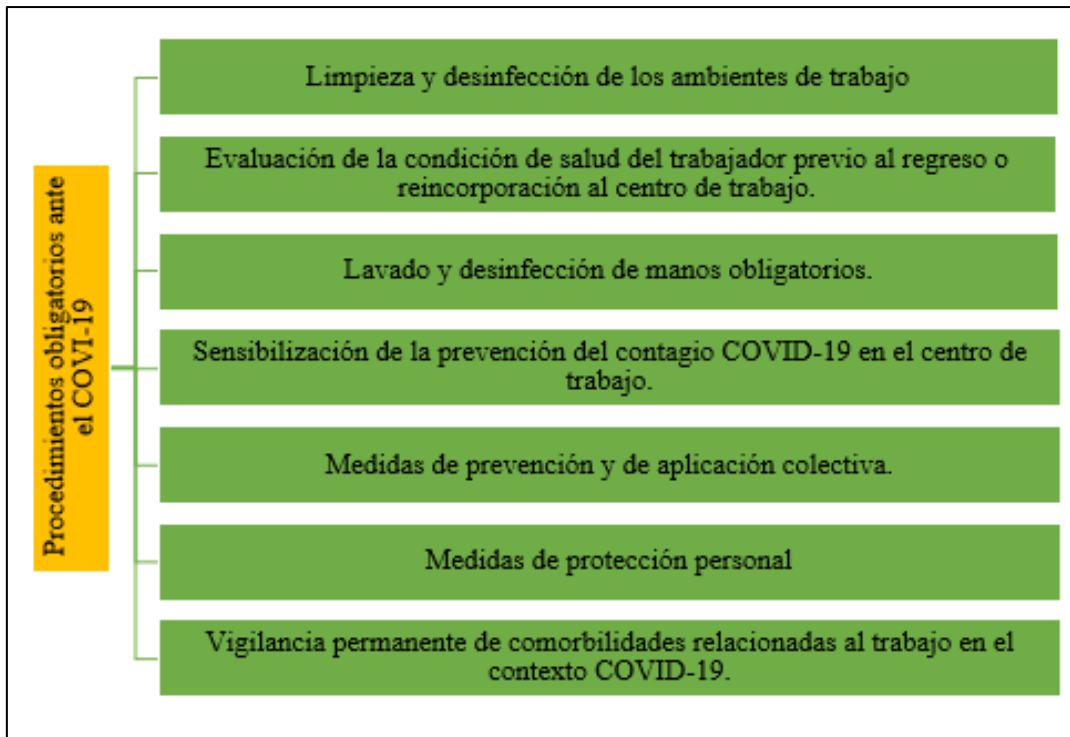 Procedimientos obligatorios ante
el COVI-19
Limpieza y desinfección de los ambientes de trabajo
Evaluación de la condición de salud del trabajador previo al regreso o
reincorporación al centro de trabajo.
Lavado y desinfección de manos obligatorios.
Sensibilización de la prevención del contagio COVID-19 en el centro de
trabajo.
Medidas de prevención y de aplicación colectiva.
Medidas de protección personal
Vigilancia permanente de comorbilidades relacionadas al trabajo en el
contexto COVID-19.